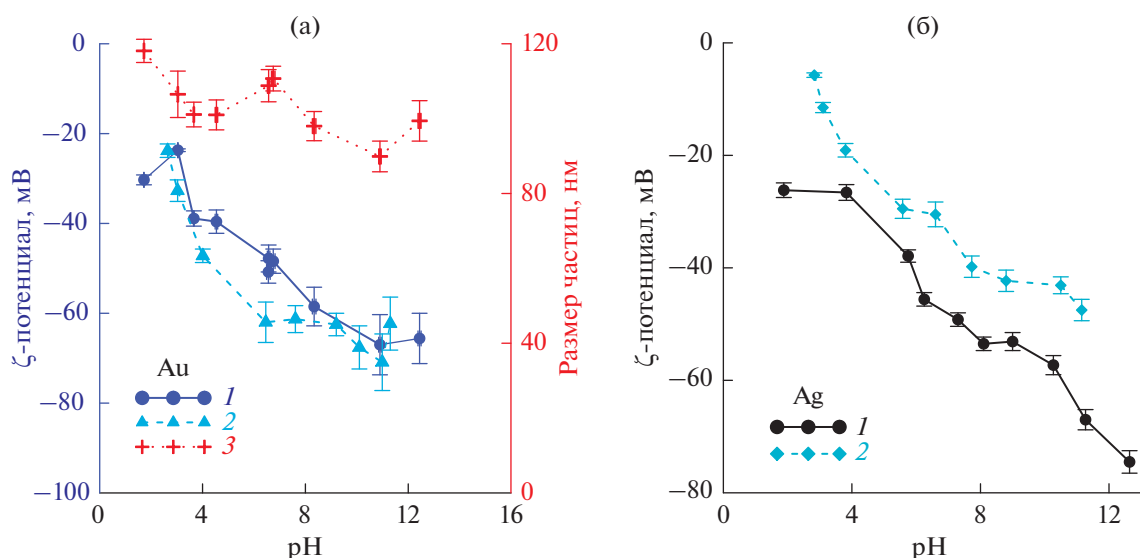 (а)
0
−20
−40
−60
−80
−100
ζ-потенциал, мВ
120
80
40
0
Размер частиц, нм
Au
1
2
3
0 4 8 12 16
pH
(б)
0
−20
−40
−60
−80
ζ-потенциал, мВ
Ag
1
2
0 4 8 12
pH